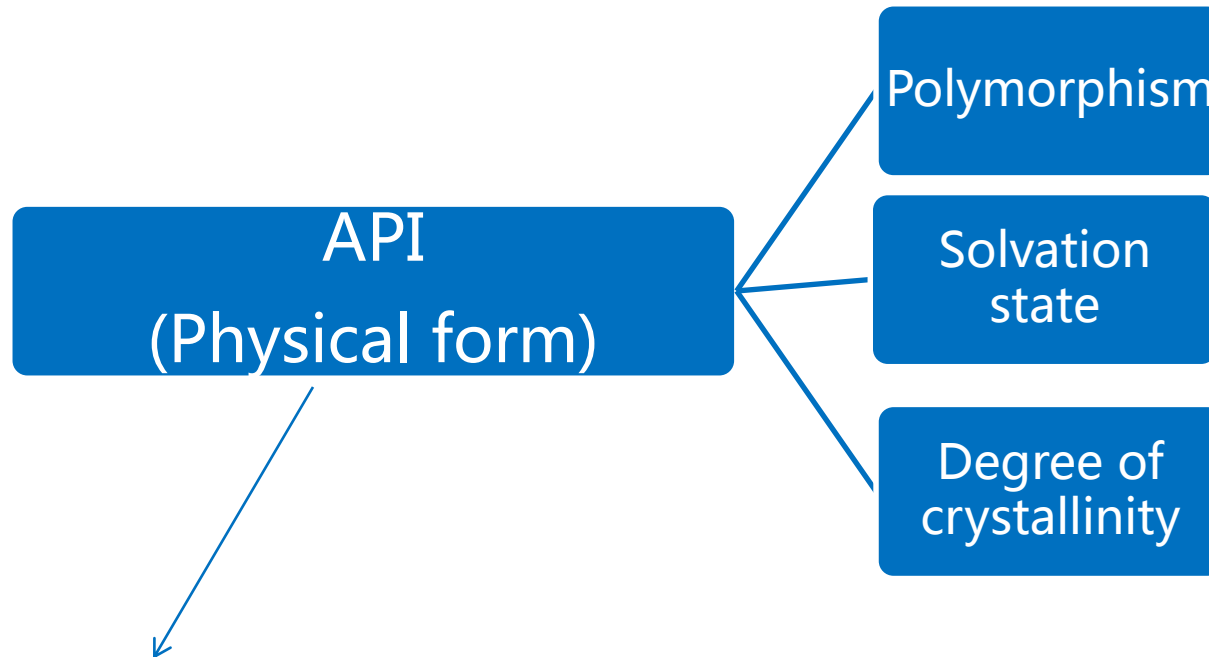 API
(Physical form)
Polymorphism
Solvation
state
Degree of
crystallinity